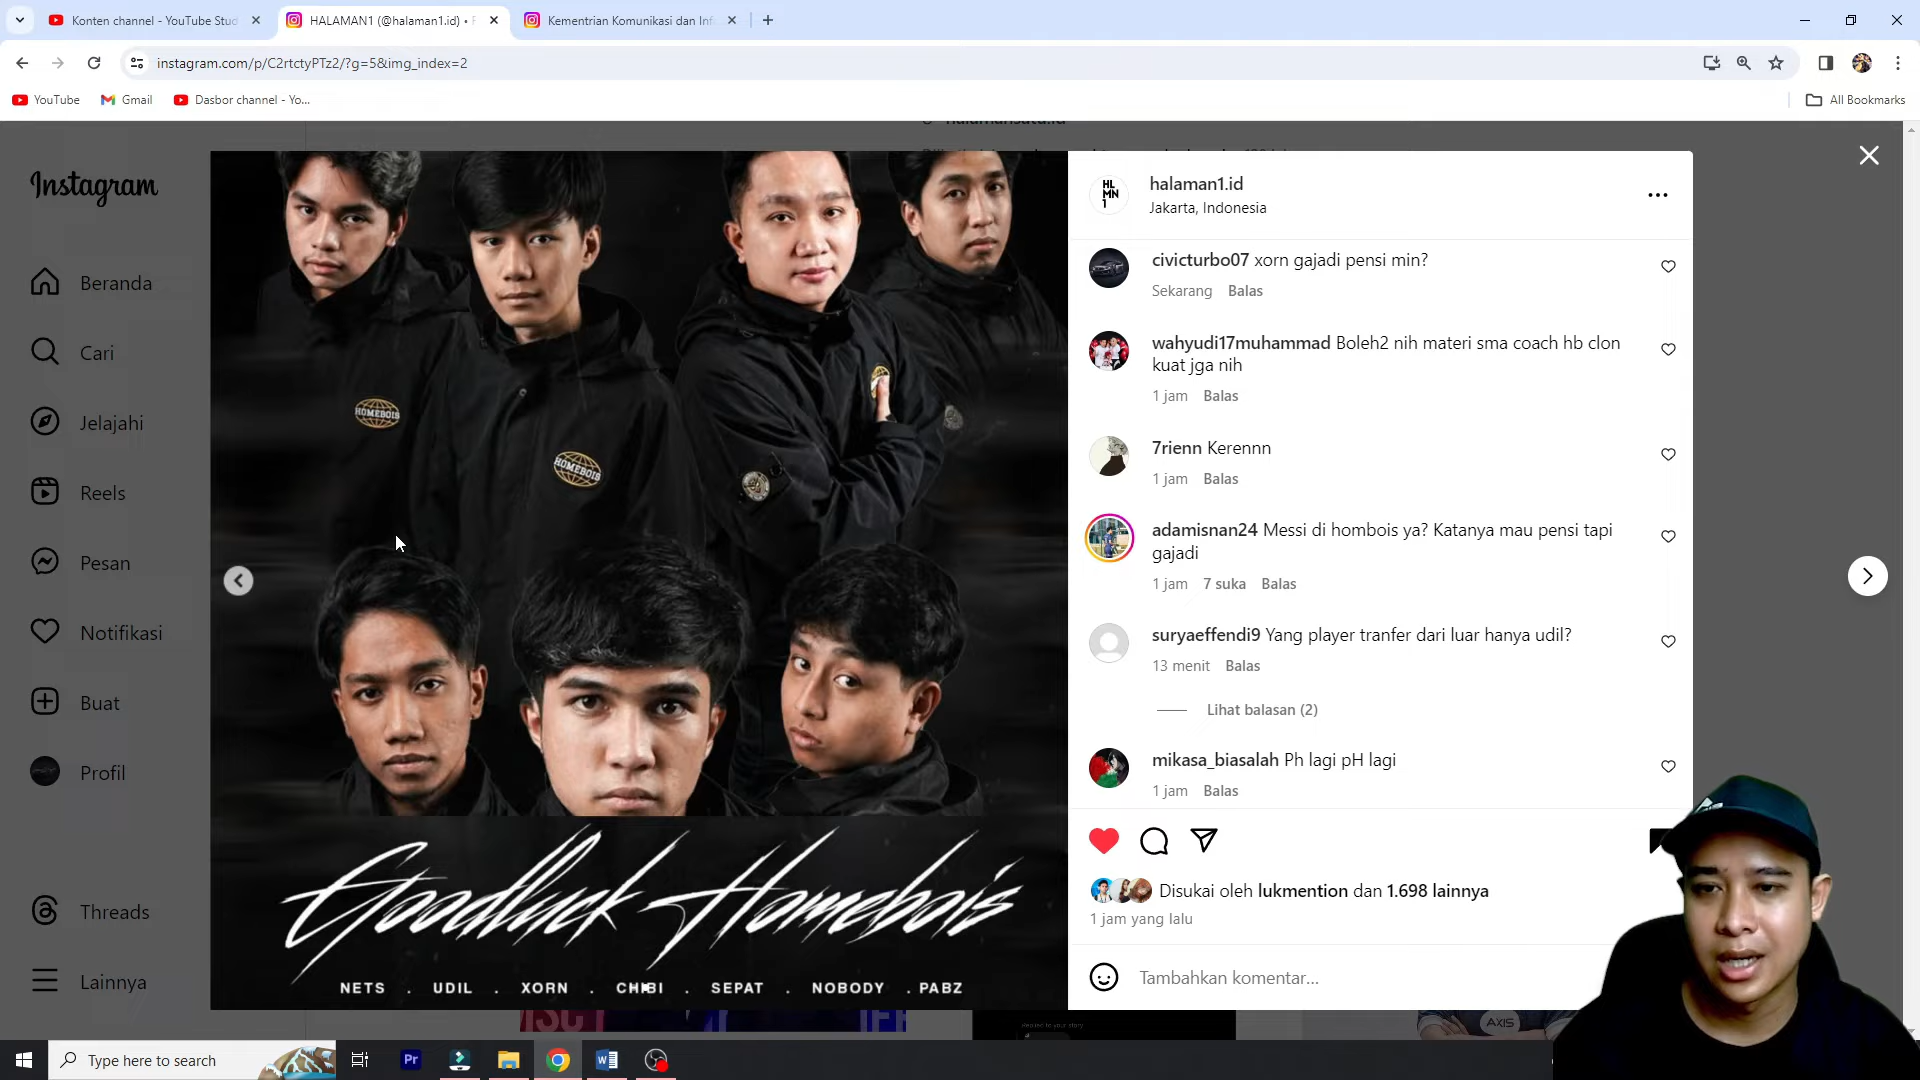 Konten channel - YouTube Stud
HALAMAN1 (@halaman1.id) •
Kementrian Komunikasi dan Inf
instagram.com/p/C2rtctyPTz2/?g=5&img_index=2
YouTube
Gmail
Dasbor channel - Yo...
All Bookmarks
Instagram
Beranda
Cari
Jelajahi
Reels
Pesan
Notifikasi
Buat
Profil
Threads
Lainnya
HOMEBOIS
HOMEBOIS
Goodluck Homebois
NETS . UDIL . XORN . CHIBI . SEPAT . NOBODY . PABZ
HL
MN
1
halaman1.id
Jakarta, Indonesia
civicturbo07 xorn gajadi pensi min?
Sekarang Balas
wahyudi17muhammad Boleh2 nih materi sma coach hb clon
kuat jga nih
1 jam Balas
7rienn Kerennn
1 jam Balas
adamisnan24 Messi di hombois ya? Katanya mau pensi tapi
gajadi
1 jam 7 suka Balas
suryaeffendi9 Yang player tranfer dari luar hanya udil?
13 menit Balas
Lihat balasan (2)
mikasa_biasalah Ph lagi pH lagi
1 jam Balas
Disukai oleh lukmention dan 1.698 lainnya
1 jam yang lalu
Tambahkan komentar...
AXIS
Type here to search
Pr